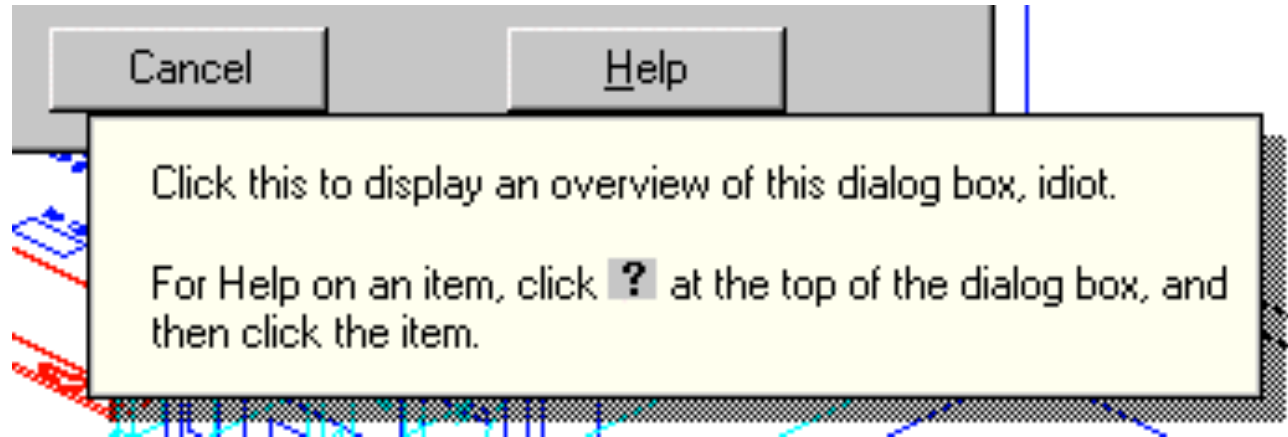 Cancel Help
Click this to display an overview of this dialog box, idiot.
For Help on an item, click ? at the top of the dialog box, and
then click the item.